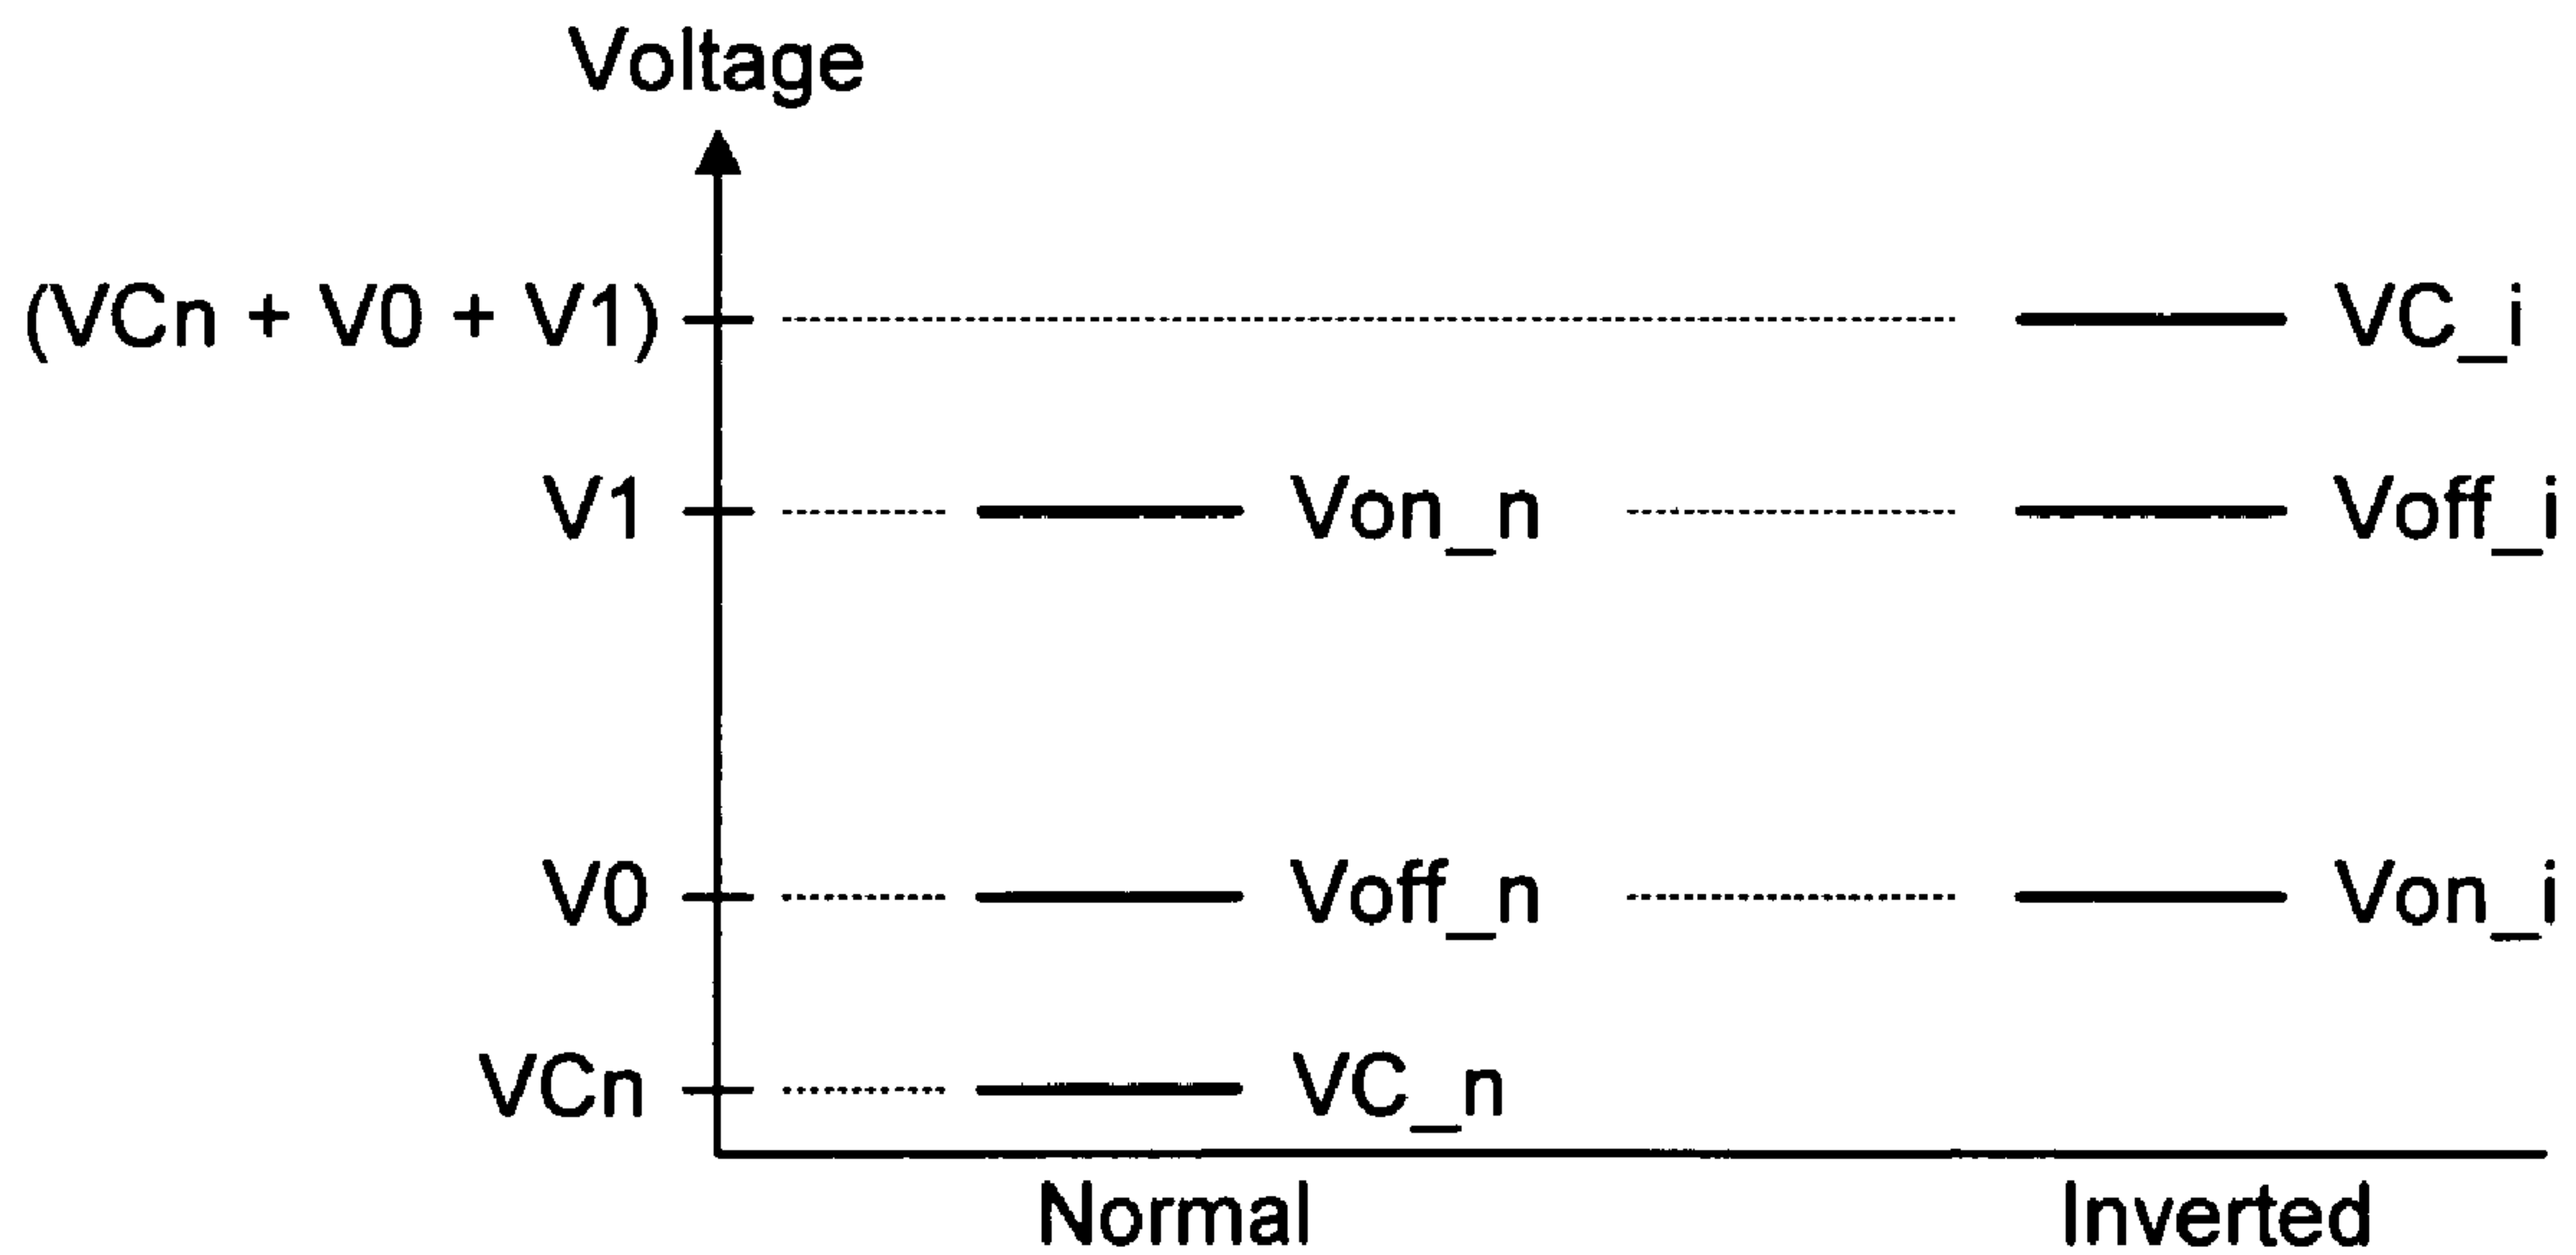 Voltage
(VCn + V0 + V1) VC_i
V1 Von_n Voff_i
V0 Voff_n Von_i
VCn VC_n
Normal Inverted